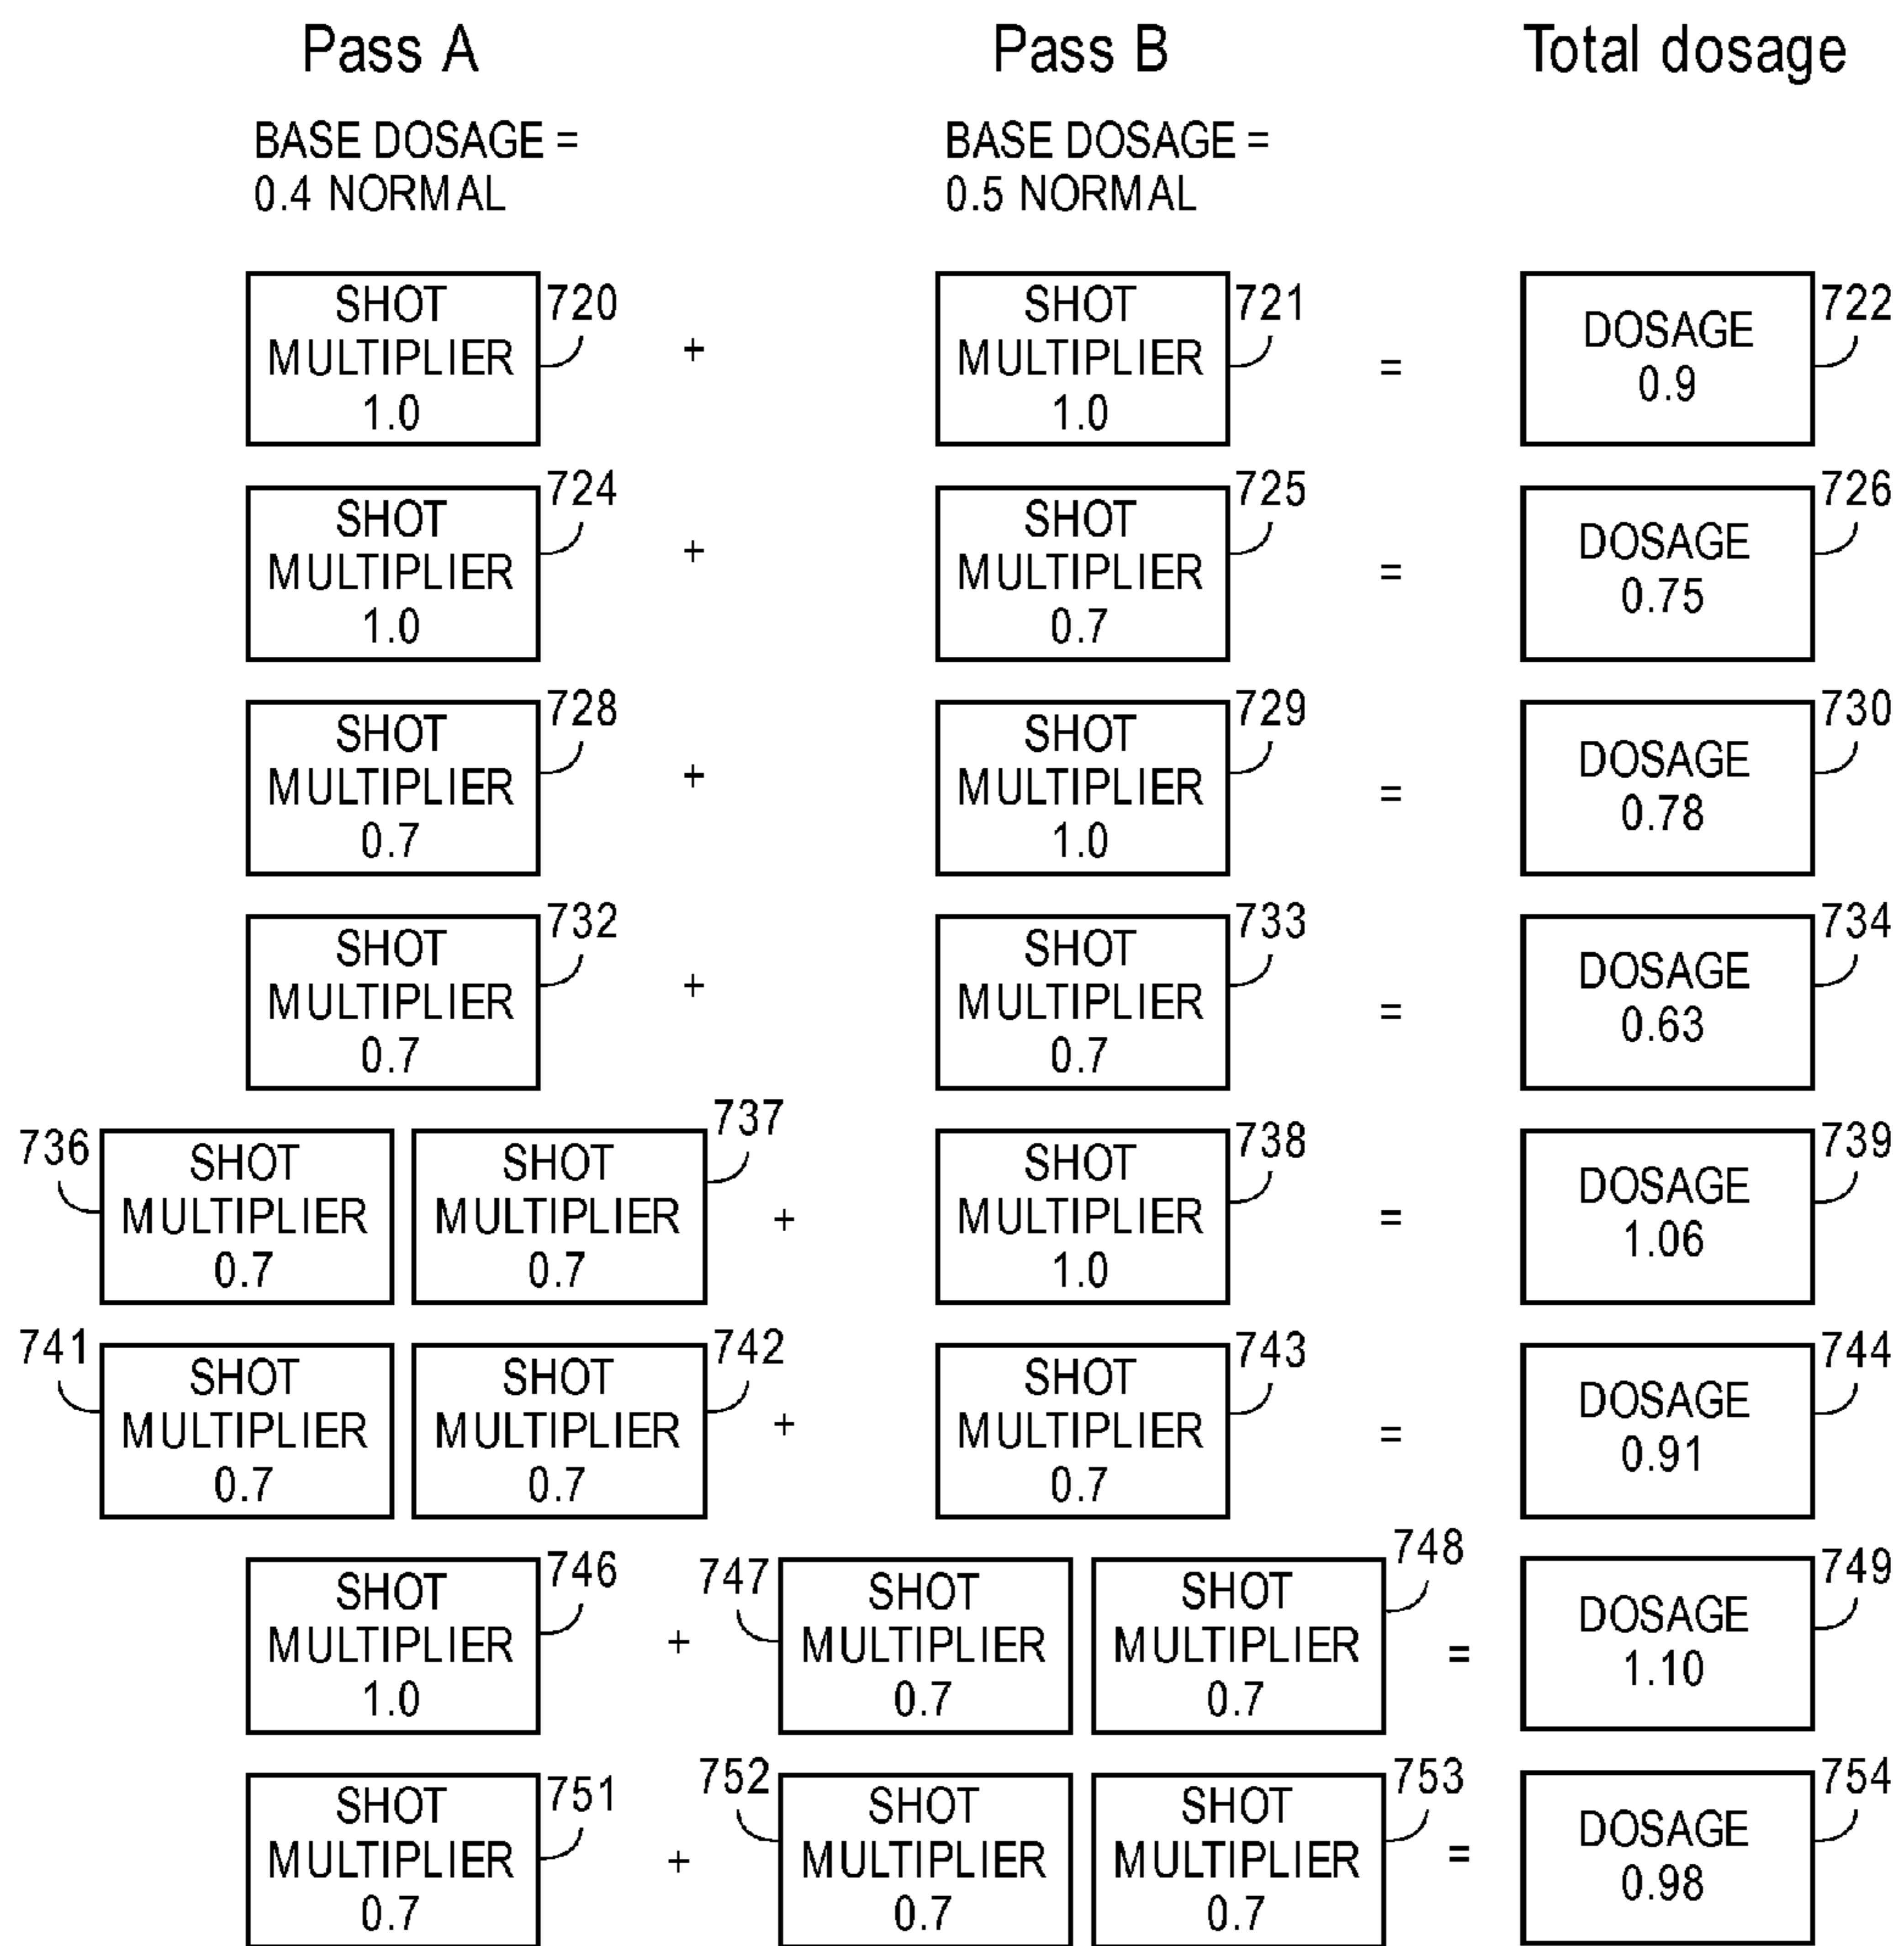 Pass A
Pass B
Total dosage
BASE DOSAGE =
0.4 NORMAL
BASE DOSAGE =
0.5 NORMAL
SHOT
MULTIPLIER
1.0
720
+
SHOT
MULTIPLIER
1.0
721
=
DOSAGE
0.9
722
SHOT
MULTIPLIER
1.0
724
+
SHOT
MULTIPLIER
0.7
725
=
DOSAGE
0.75
726
SHOT
MULTIPLIER
0.7
728
+
SHOT
MULTIPLIER
1.0
729
=
DOSAGE
0.78
730
SHOT
MULTIPLIER
0.7
732
+
SHOT
MULTIPLIER
0.7
733
=
DOSAGE
0.63
734
736
SHOT
MULTIPLIER
0.7
SHOT
MULTIPLIER
0.7
737
+
SHOT
MULTIPLIER
1.0
738
=
DOSAGE
1.06
739
741
SHOT
MULTIPLIER
0.7
SHOT
MULTIPLIER
0.7
742
+
SHOT
MULTIPLIER
0.7
743
=
DOSAGE
0.91
744
SHOT
MULTIPLIER
1.0
746
+
747
SHOT
MULTIPLIER
0.7
SHOT
MULTIPLIER
0.7
748
=
DOSAGE
1.10
749
SHOT
MULTIPLIER
0.7
751
+
752
SHOT
MULTIPLIER
0.7
SHOT
MULTIPLIER
0.7
753
=
DOSAGE
0.98
754